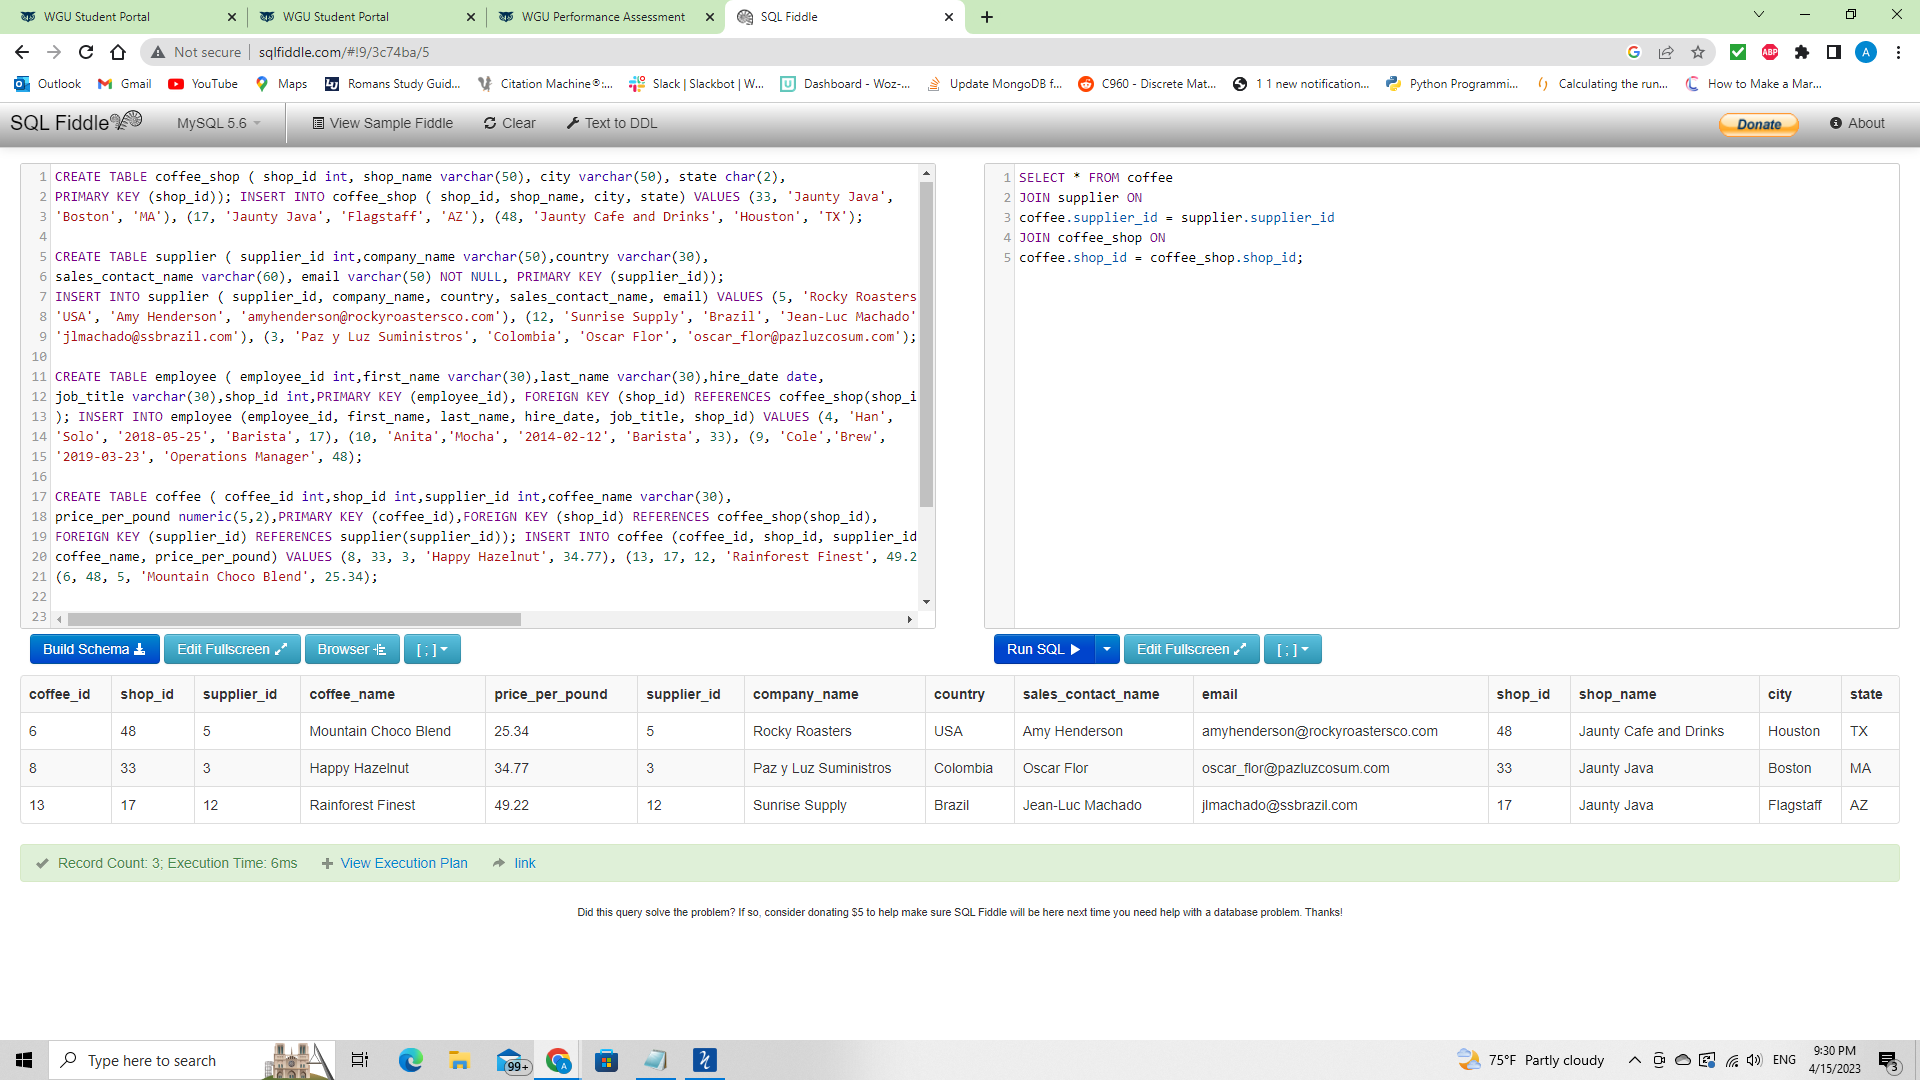 WGU Student Portal
WGU Student Portal
WGU Performance Assessment
SQL Fiddle
Not secure
sqlfiddle.com/#!9/3c74ba/5
Outlook
Gmail
YouTube
Maps
Romans Study Guid...
Citation Machine®:...
Slack | Slackbot | W...
Dashboard - Woz-...
Update MongoDB f...
C960 - Discrete Mat...
1 1 new notification...
Python Programmi...
Calculating the run...
How to Make a Mar...
SQL Fiddle
MySQL 5.6
View Sample Fiddle
Clear
Text to DDL
Donate
About
1 CREATE TABLE coffee_shop ( shop_id int, shop_name varchar(50), city varchar(50), state char(2),
2 PRIMARY KEY (shop_id)); INSERT INTO coffee_shop ( shop_id, shop_name, city, state) VALUES (33, 'Jaunty Java',
3 'Boston', 'MA'), (17, 'Jaunty Java', 'Flagstaff', 'AZ'), (48, 'Jaunty Cafe and Drinks', 'Houston', 'TX');
4
5 CREATE TABLE supplier ( supplier_id int,company_name varchar(50),country varchar(30),
6 sales_contact_name varchar(60), email varchar(50) NOT NULL, PRIMARY KEY (supplier_id));
7 INSERT INTO supplier ( supplier_id, company_name, country, sales_contact_name, email) VALUES (5, 'Rocky Roasters
8 'USA', 'Amy Henderson', 'amyhenderson@rockyroastersco.com'), (12, 'Sunrise Supply', 'Brazil', 'Jean-Luc Machado'
9 'jlmachado@ssbrazil.com'), (3, 'Paz y Luz Suministros', 'Colombia', 'Oscar Flor', 'oscar_flor@pazluzcosum.com');
10
11 CREATE TABLE employee ( employee_id int,first_name varchar(30),last_name varchar(30),hire_date date,
12 job_title varchar(30),shop_id int,PRIMARY KEY (employee_id), FOREIGN KEY (shop_id) REFERENCES coffee_shop(shop_i
13 ); INSERT INTO employee (employee_id, first_name, last_name, hire_date, job_title, shop_id) VALUES (4, 'Han',
14 'Solo', '2018-05-25', 'Barista', 17), (10, 'Anita','Mocha', '2014-02-12', 'Barista', 33), (9, 'Cole','Brew',
15 '2019-03-23', 'Operations Manager', 48);
16
17 CREATE TABLE coffee ( coffee_id int,shop_id int,supplier_id int,coffee_name varchar(30),
18 price_per_pound numeric(5,2),PRIMARY KEY (coffee_id),FOREIGN KEY (shop_id) REFERENCES coffee_shop(shop_id),
19 FOREIGN KEY (supplier_id) REFERENCES supplier(supplier_id)); INSERT INTO coffee (coffee_id, shop_id, supplier_id
20 coffee_name, price_per_pound) VALUES (8, 33, 3, 'Happy Hazelnut', 34.77), (13, 17, 12, 'Rainforest Finest', 49.2
21 (6, 48, 5, 'Mountain Choco Blend', 25.34);
22
23
1 SELECT * FROM coffee
2 JOIN supplier ON
3 coffee.supplier_id = supplier.supplier_id
4 JOIN coffee_shop ON
5 coffee.shop_id = coffee_shop.shop_id;
Build Schema
Edit Fullscreen
Browser
[ ; ]
Run SQL
Edit Fullscreen
[ ; ]
coffee_id shop_id supplier_id coffee_name price_per_pound supplier_id company_name country sales_contact_name email shop_id shop_name city state
6 48 5 Mountain Choco Blend 25.34 5 Rocky Roasters USA Amy Henderson amyhenderson@rockyroastersco.com 48 Jaunty Cafe and Drinks Houston TX
8 33 3 Happy Hazelnut 34.77 3 Paz y Luz Suministros Colombia Oscar Flor oscar_flor@pazluzcosum.com 33 Jaunty Java Boston MA
13 17 12 Rainforest Finest 49.22 12 Sunrise Supply Brazil Jean-Luc Machado jlmachado@ssbrazil.com 17 Jaunty Java Flagstaff AZ
Record Count: 3; Execution Time: 6ms
View Execution Plan
link
Did this query solve the problem? If so, consider donating $5 to help make sure SQL Fiddle will be here next time you need help with a database problem. Thanks!
Type here to search
99+
75°F Partly cloudy
ENG
9:30 PM
4/15/2023
3